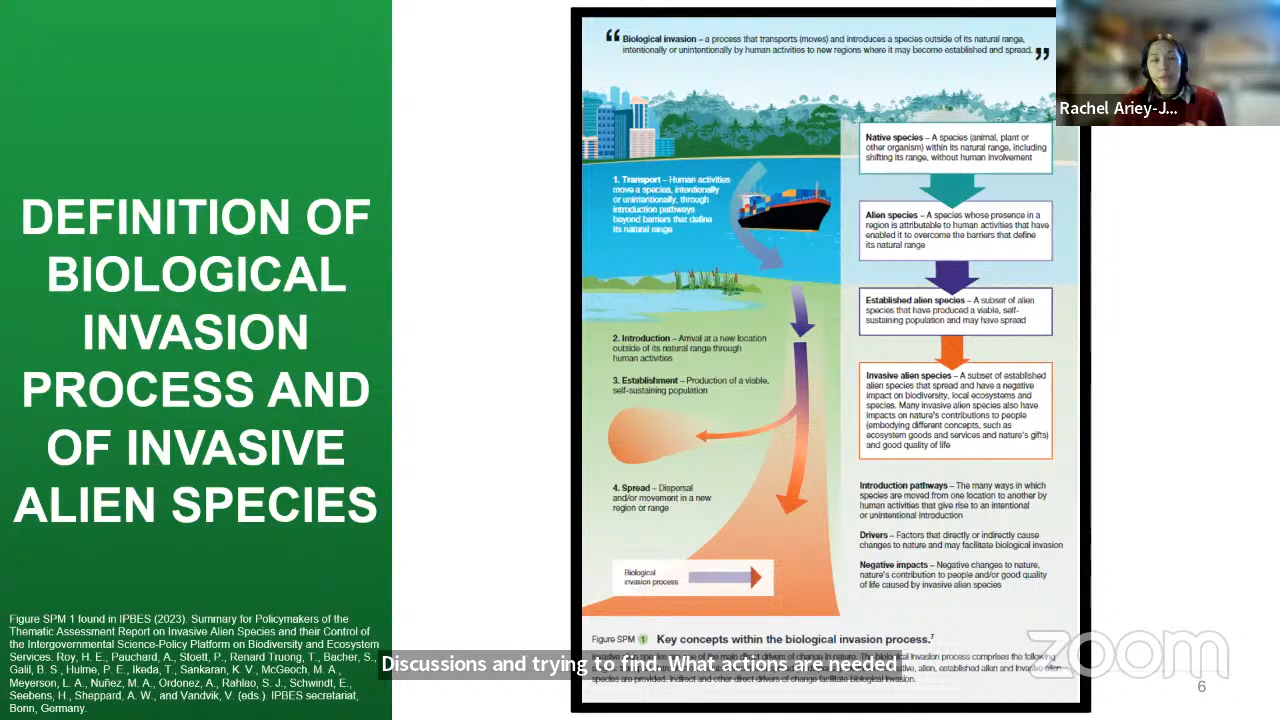 DEFINITION OF
BIOLOGICAL
INVASION
PROCESS AND
OF INVASIVE
ALIEN SPECIES
Figure SPM 1 found in IPBES (2023). Summary for Policymakers of the
Thematic Assessment Report on Invasive Alien Species and their Control of
the Intergovernmental Science-Policy Platform on Biodiversity and Ecosystem
Services. Roy, H. E., Pauchard, A., Stoett, P., Renard Truong, T., Bacher, S.,
Galil, B. S., Hulme, P. E., Ikeda, T., Sankaran, K. V., McGeoch, M. A.,
Meyerson, L. A., Nuñez, M. A., Ordonez, A., Rahlao, S. J., Schwindt, E.,
Seebens, H., Sheppard, A. W., and Vandvik, V. (eds.). IPBES secretariat,
Bonn, Germany.
“ Biological invasion – a process that transports (moves) and introduces a species outside of its natural range,
intentionally or unintentionally by human activities to new regions where it may become established and spread. ”
1. Transport – Human activities
move a species, intentionally
or unintentionally, through
introduction pathways
beyond barriers that define
its natural range
2. Introduction – Arrival at a new location
outside of its natural range through
human activities
3. Establishment – Production of a viable,
self-sustaining population
4. Spread – Dispersal
and/or movement in a new
region or range
Biological
invasion process
Native species – A species (animal, plant or
other organism) within its natural range, including
shifting its range, without human involvement
Alien species – A species whose presence in a
region is attributable to human activities that have
enabled it to overcome the barriers that define
its natural range
Established alien species – A subset of alien
species that have produced a viable, self-
sustaining population and may have spread
Invasive alien species – A subset of established
alien species that spread and have a negative
impact on biodiversity, local ecosystems and
species. Many invasive alien species also have
impacts on nature's contributions to people
(embodying different concepts, such as
ecosystem goods and services and nature's gifts)
and good quality of life
Introduction pathways – The many ways in which
species are moved from one location to another by
human activities that give rise to an intentional
or unintentional introduction
Drivers – Factors that directly or indirectly cause
changes to nature and may facilitate biological invasion
Negative impacts – Negative changes to nature,
nature's contribution to people and/or good quality
of life caused by invasive alien species
Figure SPM 1 Key concepts within the biological invasion process.7
Discussions and trying to find. What actions are needed
species are provided. Indirect and other direct drivers of change facilitate biological invasion.
Rachel Ariey-J...
zoom
6